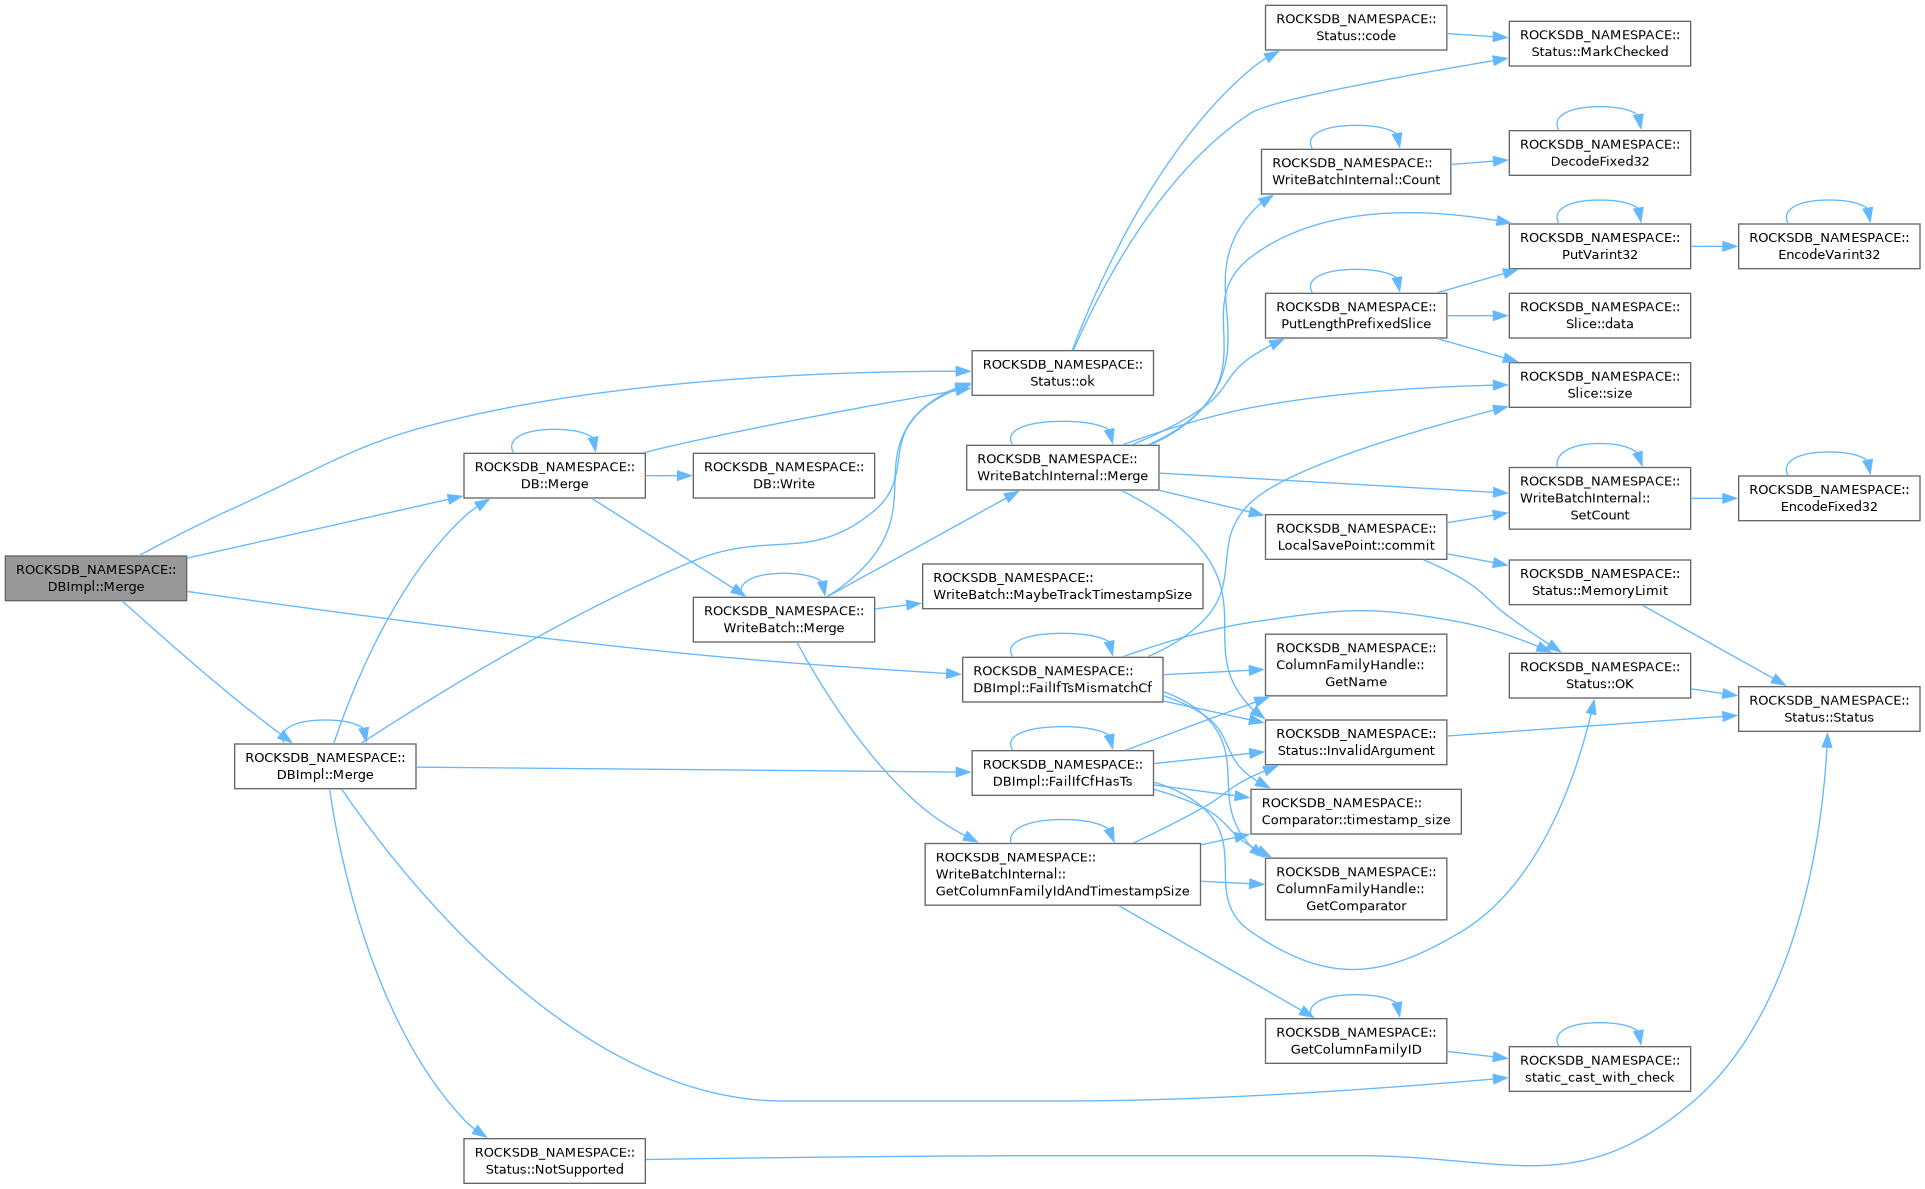 ROCKSDB_NAMESPACE::
DBImpl::Merge
ROCKSDB_NAMESPACE::
DBImpl::Merge
ROCKSDB_NAMESPACE::
DB::Merge
ROCKSDB_NAMESPACE::
Status::NotSupported
ROCKSDB_NAMESPACE::
DB::Write
ROCKSDB_NAMESPACE::
WriteBatch::Merge
ROCKSDB_NAMESPACE::
Status::ok
ROCKSDB_NAMESPACE::
WriteBatchInternal::Merge
ROCKSDB_NAMESPACE::
WriteBatch::MaybeTrackTimestampSize
ROCKSDB_NAMESPACE::
DBImpl::FailIfTsMismatchCf
ROCKSDB_NAMESPACE::
DBImpl::FailIfCfHasTs
ROCKSDB_NAMESPACE::
WriteBatchInternal::
GetColumnFamilyIdAndTimestampSize
ROCKSDB_NAMESPACE::
Status::code
ROCKSDB_NAMESPACE::
WriteBatchInternal::Count
ROCKSDB_NAMESPACE::
PutLengthPrefixedSlice
ROCKSDB_NAMESPACE::
LocalSavePoint::commit
ROCKSDB_NAMESPACE::
ColumnFamilyHandle::
GetName
ROCKSDB_NAMESPACE::
Status::InvalidArgument
ROCKSDB_NAMESPACE::
Comparator::timestamp_size
ROCKSDB_NAMESPACE::
ColumnFamilyHandle::
GetComparator
ROCKSDB_NAMESPACE::
GetColumnFamilyID
ROCKSDB_NAMESPACE::
Status::MarkChecked
ROCKSDB_NAMESPACE::
DecodeFixed32
ROCKSDB_NAMESPACE::
PutVarint32
ROCKSDB_NAMESPACE::
Slice::data
ROCKSDB_NAMESPACE::
Slice::size
ROCKSDB_NAMESPACE::
WriteBatchInternal::
SetCount
ROCKSDB_NAMESPACE::
Status::MemoryLimit
ROCKSDB_NAMESPACE::
Status::OK
ROCKSDB_NAMESPACE::
static_cast_with_check
ROCKSDB_NAMESPACE::
EncodeVarint32
ROCKSDB_NAMESPACE::
EncodeFixed32
ROCKSDB_NAMESPACE::
Status::Status